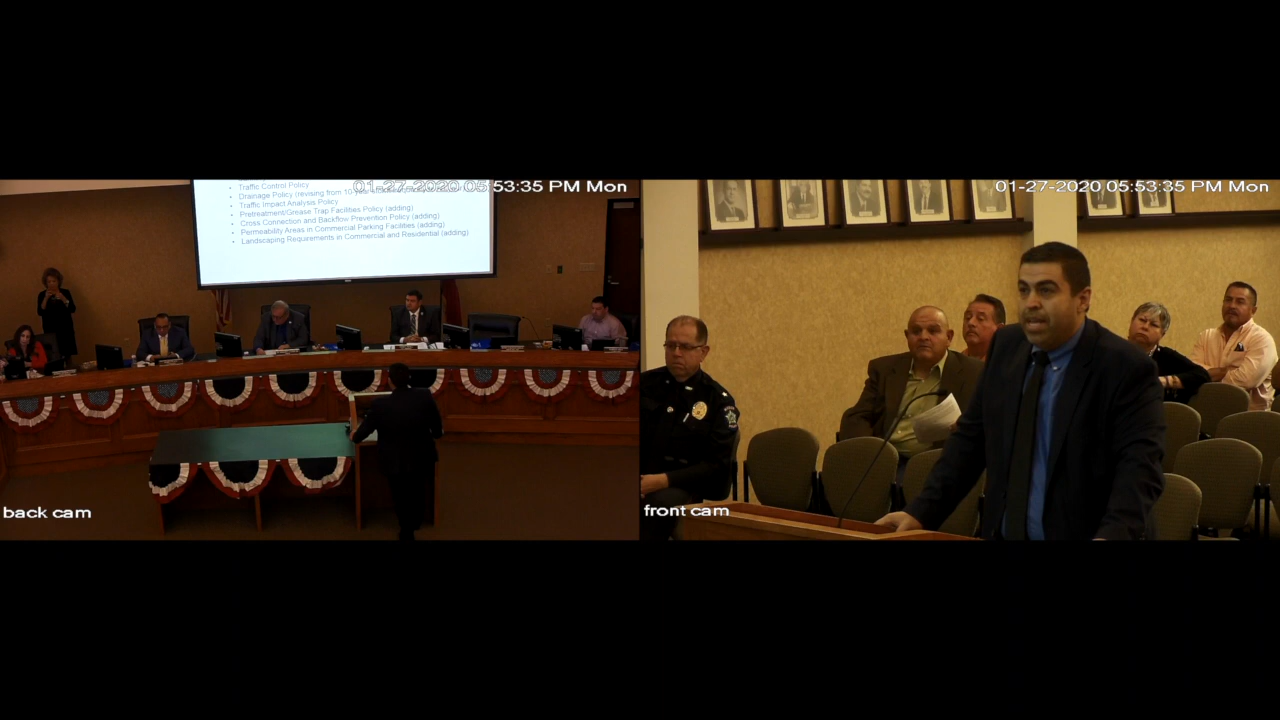 • Traffic Control Policy
• Drainage Policy (revising from 10-year
• Traffic Impact Analysis Policy
• Pretreatment/Grease Trap Facilities Policy (adding)
• Cross Connection and Backflow Prevention Policy (adding)
• Permeability Areas in Commercial Parking Facilities (adding)
• Landscaping Requirements in Commercial and Residential (adding)
01-27-2020 05:53:35 PM Mon
01-27-2020 05:53:35 PM Mon
back cam
front cam